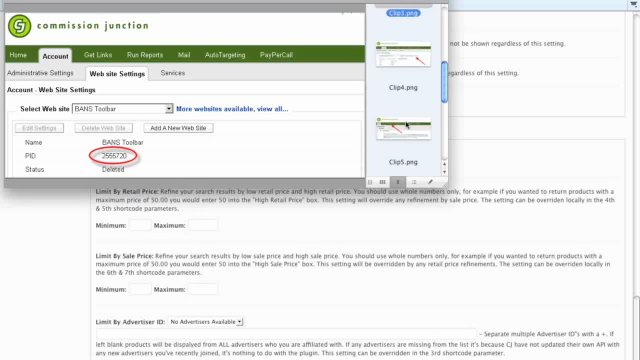 commission junction
Home Account Get Links Run Reports Mail AutoTargeting PayPerCall
Administrative Settings Web site Settings Services
Account - Web Site Settings
Select Web site BANS Toolbar More websites available, view all...
Edit Settings Delete Web Site Add A New Web Site
Name BANS Toolbar
PID 2555720
Status Deleted
Clip3.png
Clip4.png
Clip5.png
not be shown regardless of this setting.
regardless of this setting.
Limit By Retail Price: Refine your search results by low retail price and high retail price. You should use whole numbers only, for example if you wanted to return products with a
maximum price of 50.00 you would enter 50 into the "High Retail Price" box. This setting will override any refinement by sale price. The setting can be overriden locally in the 4th
& 5th shortcode parameters.
Minimum: Maximum:
Limit By Sale Price: Refine your search results by low sale price and high sale price. You should use whole numbers only, for example if you wanted to return products with a
maximum price of 50.00 you would enter 50 into the "High Sale Price" box. This setting will be overridden by any retail price refinements. The setting can be overriden locally in
the 6th & 7th shortcode parameters.
Minimum: Maximum:
Limit By Advertiser ID: No Advertisers Available
- Separate multiple Advertiser ID"s with a +. If
left blank products will be dispalyed from ALL advertisers who you are affiliated with. If any advertisers are missing from the list it's because CJ have not updated their own API with
any new advertisers you've recently joined, it's nothing to do with the plugin. This setting can be overridden in the 3rd shortcode parameter.